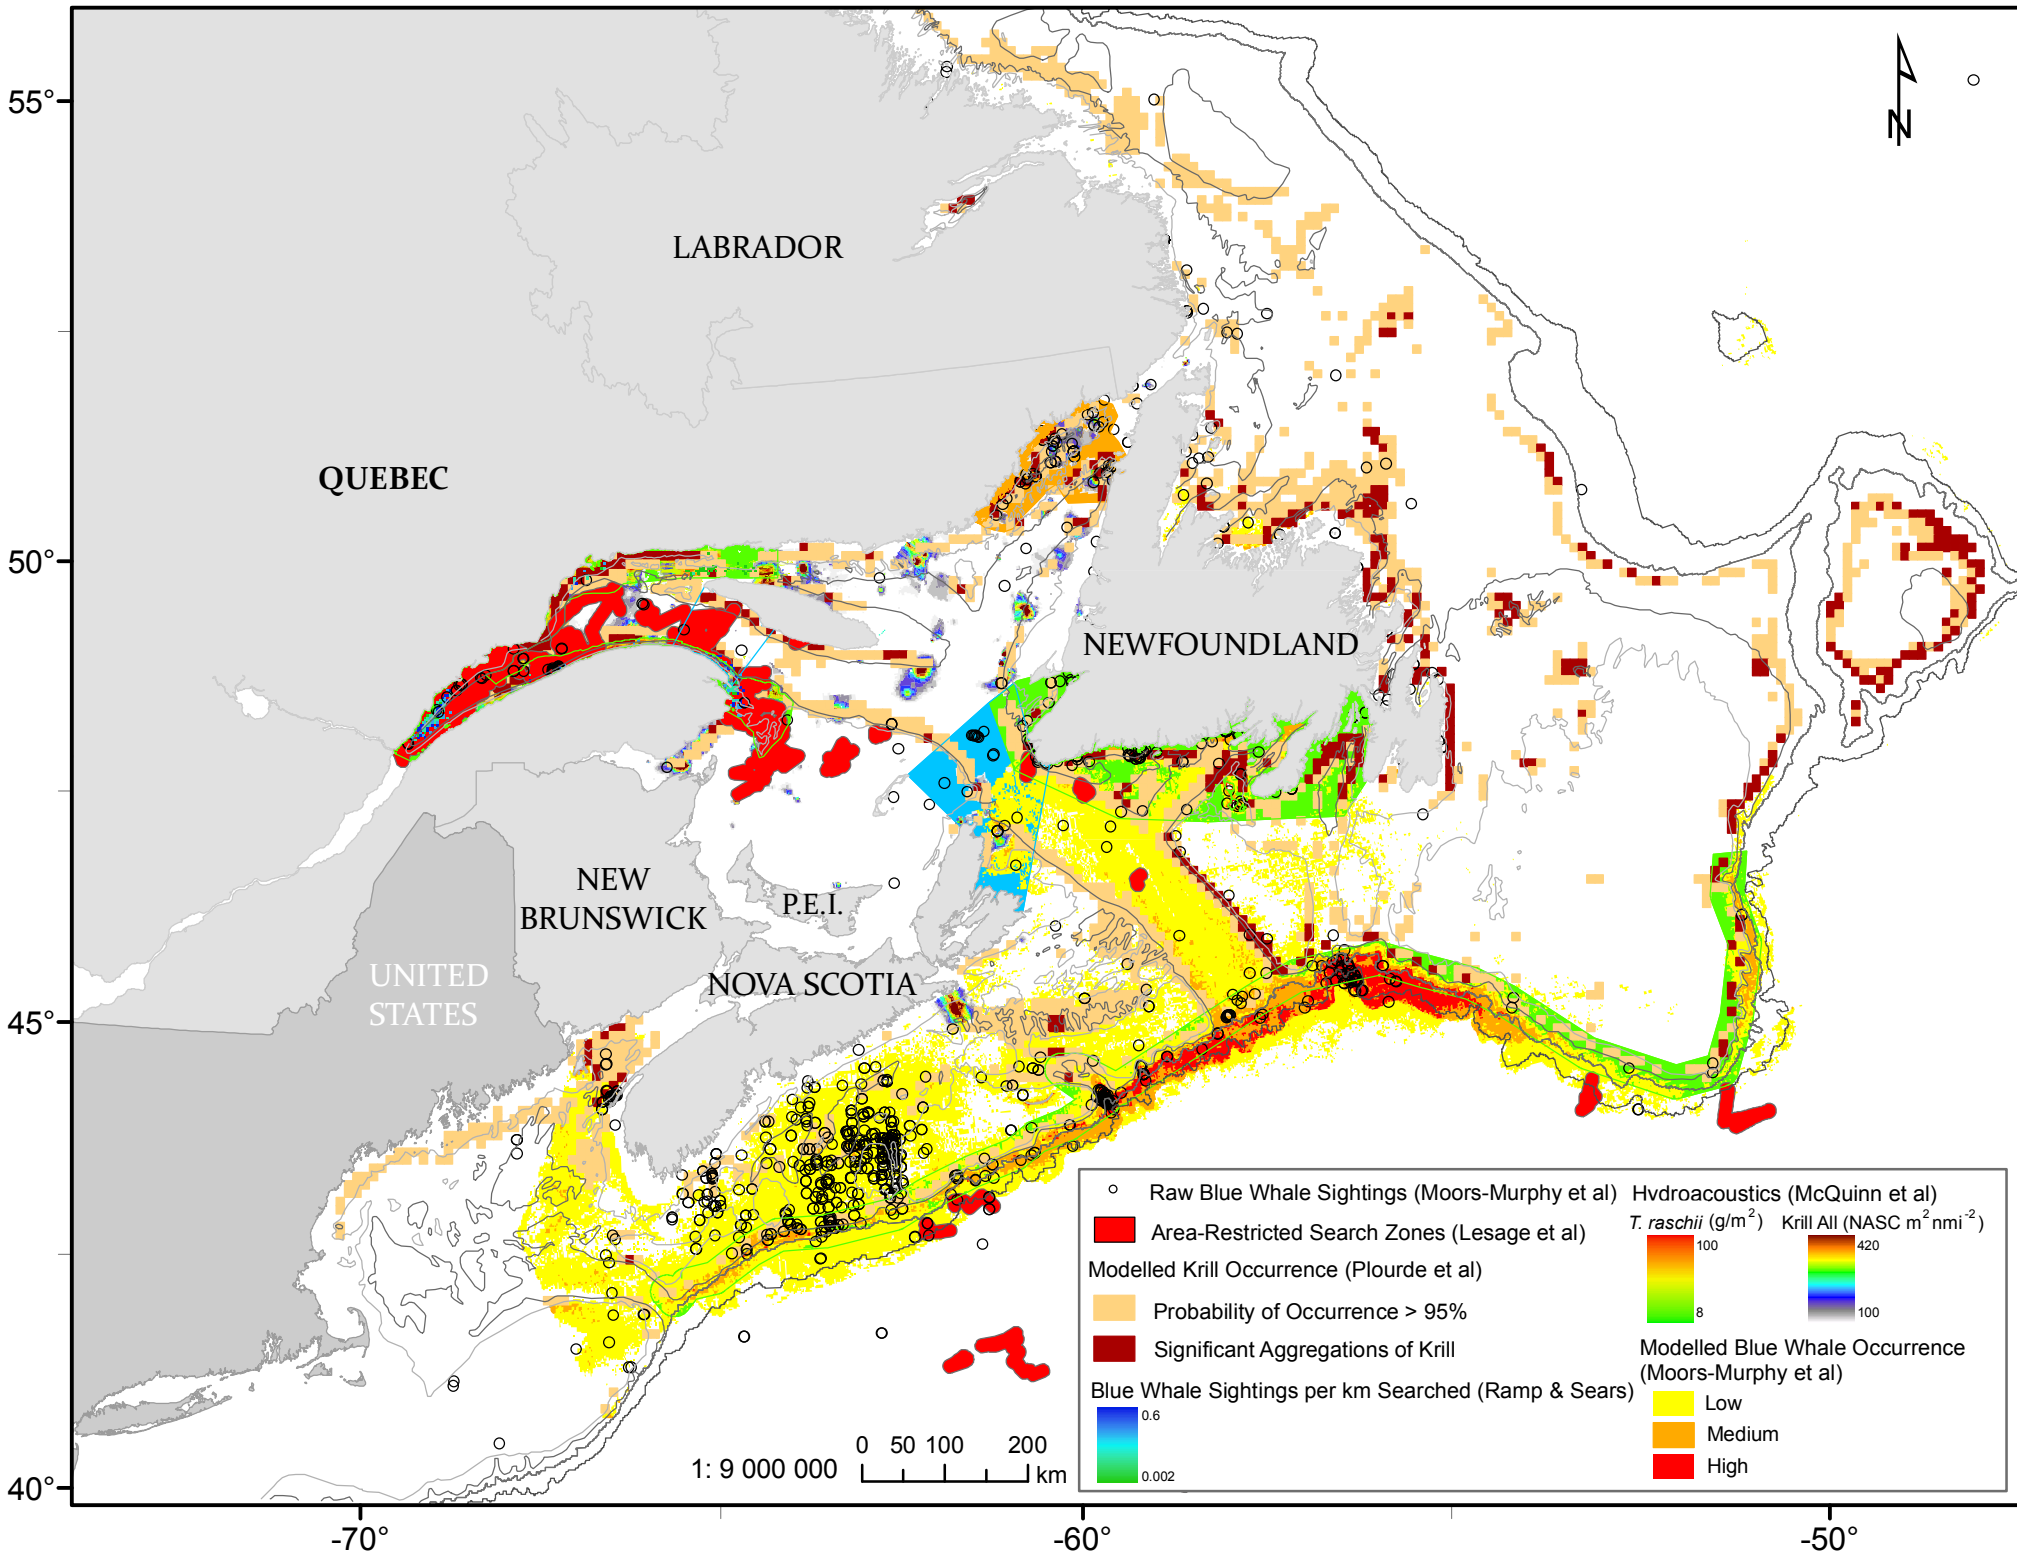 55°
N
LABRADOR
QUEBEC
50°
NEWFOUNDLAND
NEW
BRUNSWICK
P.E.I.
UNITED
STATES
NOVA SCOTIA
45°
Raw Blue Whale Sightings (Moors-Murphy et al)
Area-Restricted Search Zones (Lesage et al)
Modelled Krill Occurrence (Plourde et al)
Probability of Occurrence > 95%
Significant Aggregations of Krill
Blue Whale Sightings per km Searched (Ramp & Sears)
0.6
0.002
Hvdroacoustics (McQuinn et al)
T. raschii (g/m²) Krill All (NASC m² nmi⁻²)
100 420
8 100
Modelled Blue Whale Occurrence
(Moors-Murphy et al)
Low
Medium
High
1: 9 000 000
0 50 100 200
km
40°
-70° -60° -50°